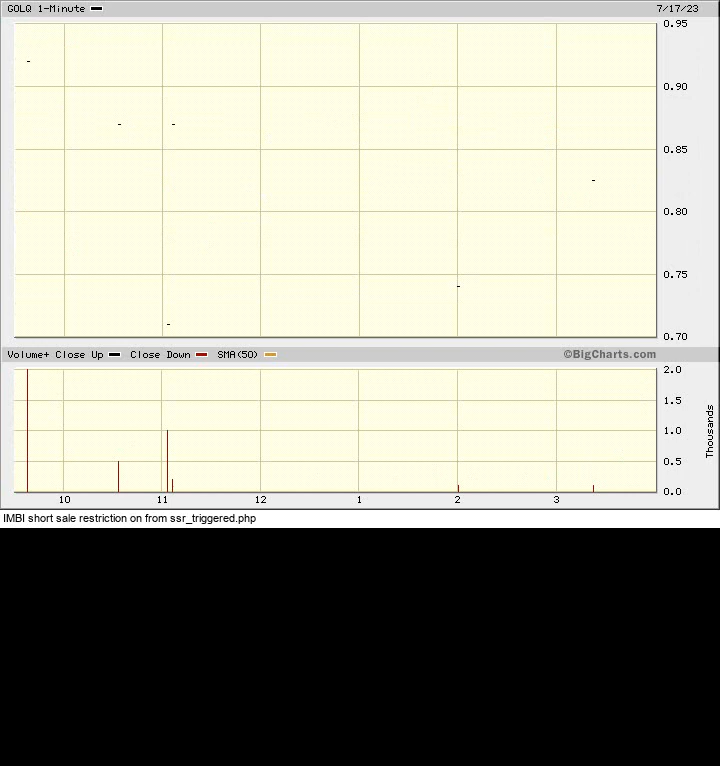 GOLQ 1-Minute 7/17/23
0.95
0.90
0.85
0.80
0.75
0.70
Volume+ Close Up Close Down SMA(50) ©BigCharts.com
2.0
1.5
1.0
0.5
0.0
Thousands
10 11 12 1 2 3
IMBI short sale restriction on from ssr_triggered.php